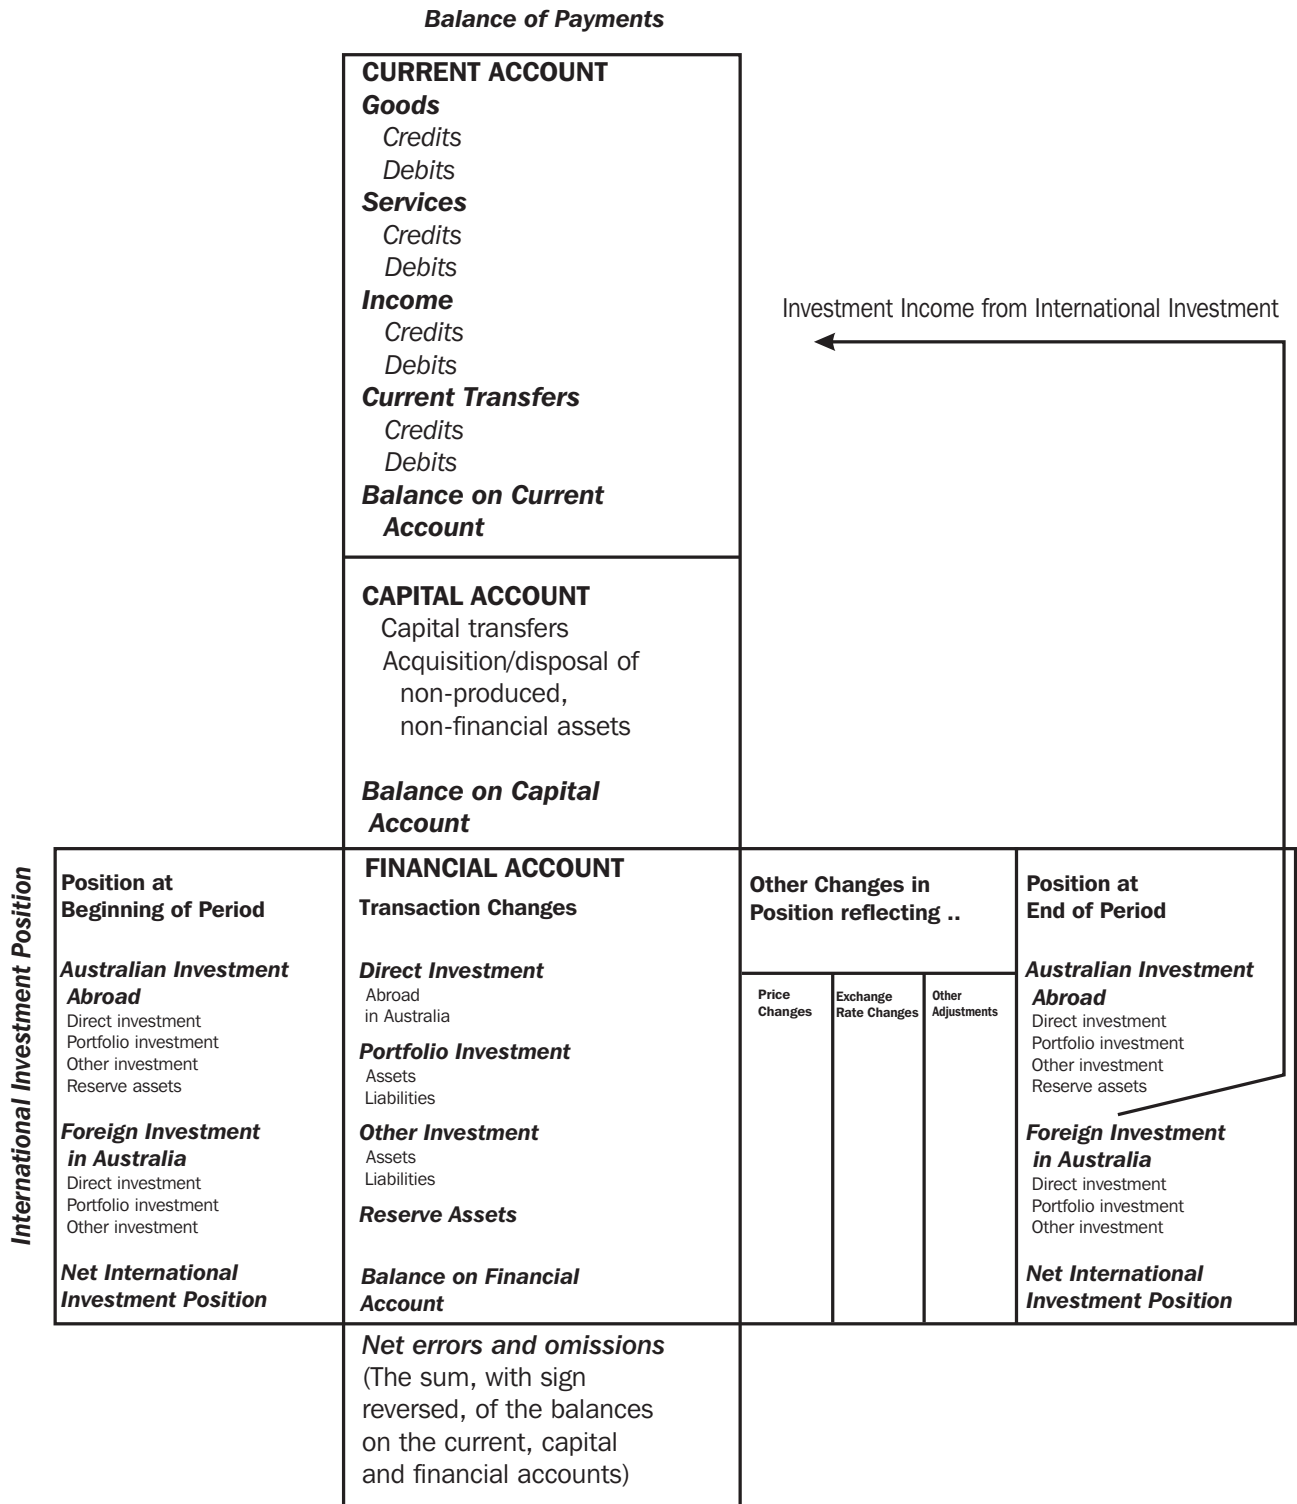 Balance of Payments
CURRENT ACCOUNT
Goods
Credits
Debits
Services
Credits
Debits
Income
Credits
Debits
Current Transfers
Credits
Debits
Balance on Current
Account
Investment Income from International Investment
CAPITAL ACCOUNT
Capital transfers
Acquisition/disposal of
non-produced,
non-financial assets
Balance on Capital
Account
International Investment Position
Position at
Beginning of Period
Australian Investment
Abroad
Direct investment
Portfolio investment
Other investment
Reserve assets
Foreign Investment
in Australia
Direct investment
Portfolio investment
Other investment
Net International
Investment Position
FINANCIAL ACCOUNT
Transaction Changes
Direct Investment
Abroad
in Australia
Portfolio Investment
Assets
Liabilities
Other Investment
Assets
Liabilities
Reserve Assets
Balance on Financial
Account
Other Changes in
Position reflecting ..
Price
Changes
Exchange
Rate Changes
Other
Adjustments
Position at
End of Period
Australian Investment
Abroad
Direct investment
Portfolio investment
Other investment
Reserve assets
Foreign Investment
in Australia
Direct investment
Portfolio investment
Other investment
Net International
Investment Position
Net errors and omissions
(The sum, with sign
reversed, of the balances
on the current, capital
and financial accounts)